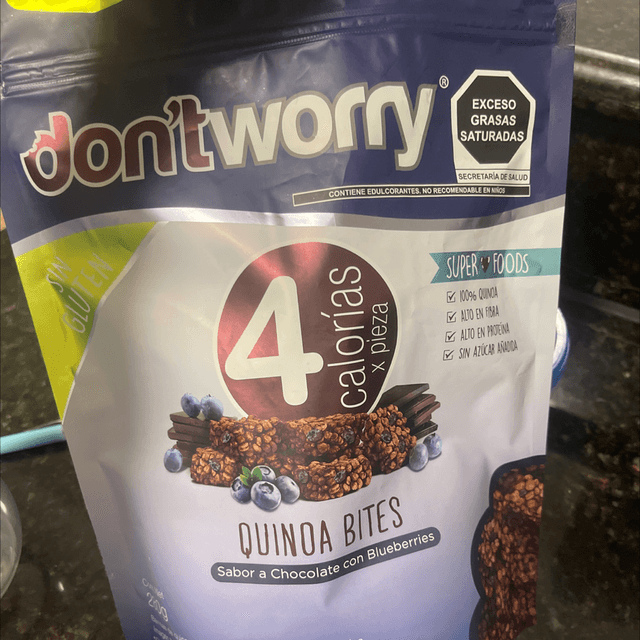 don't worry®
EXCESO
GRASAS
SATURADAS
SECRETARÍA DE SALUD
CONTIENE EDULCORANTES, NO RECOMENDABLE EN NIÑOS
SIN
GLUTEN
4
calorías
x pieza
SUPER FOODS
100% QUINOA
ALTO EN FIBRA
ALTO EN PROTEÍNA
SIN AZÚCAR AÑADIDA
QUINOA BITES
Sabor a Chocolate con Blueberries